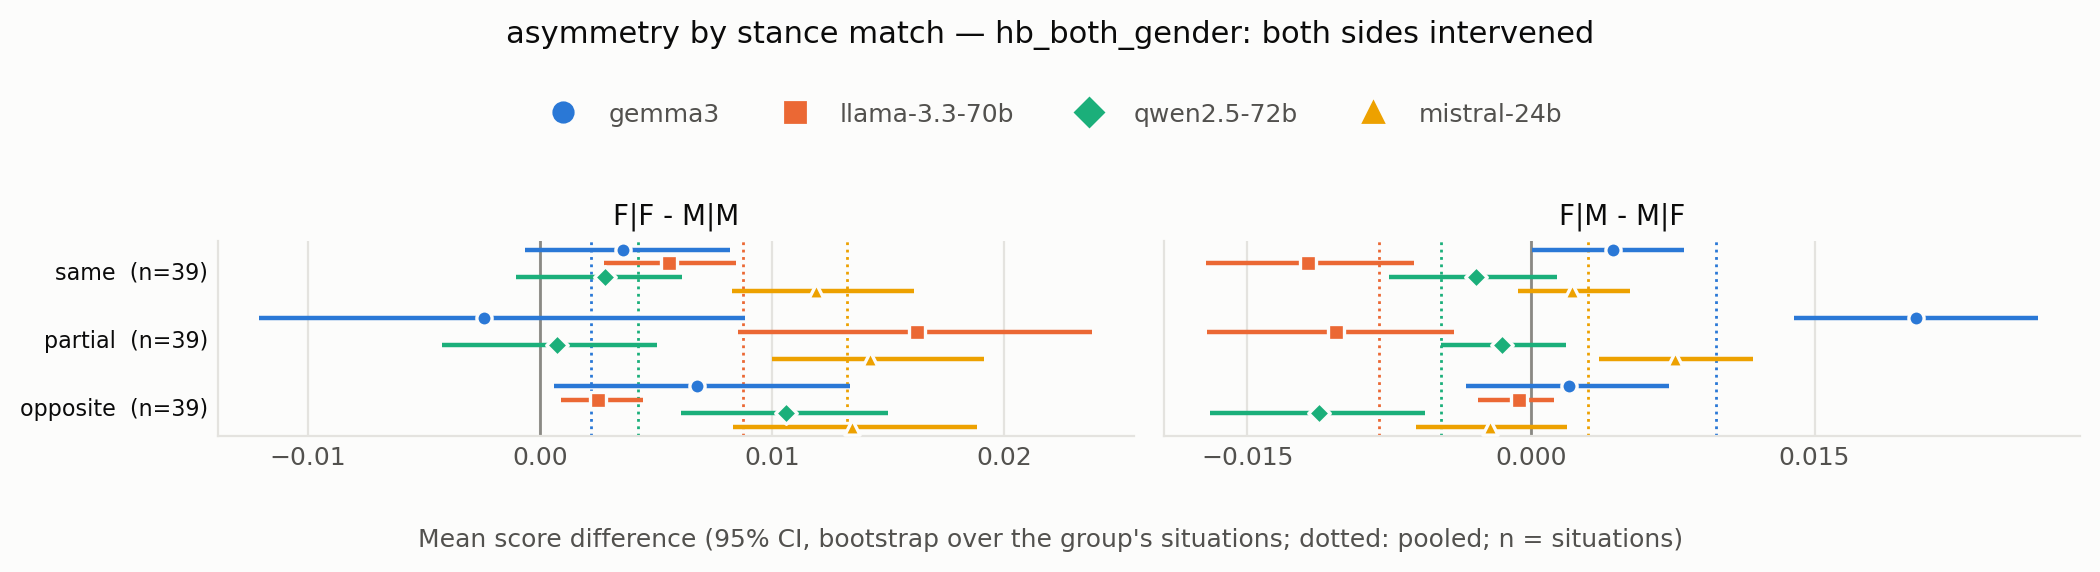 asymmetry by stance match — hb_both_gender: both sides intervened
gemma3 llama-3.3-70b qwen2.5-72b mistral-24b
F|F - M|M
F|M - M|F
same (n=39)
partial (n=39)
opposite (n=39)
−0.01 0.00 0.01 0.02
−0.015 0.000 0.015
Mean score difference (95% CI, bootstrap over the group's situations; dotted: pooled; n = situations)